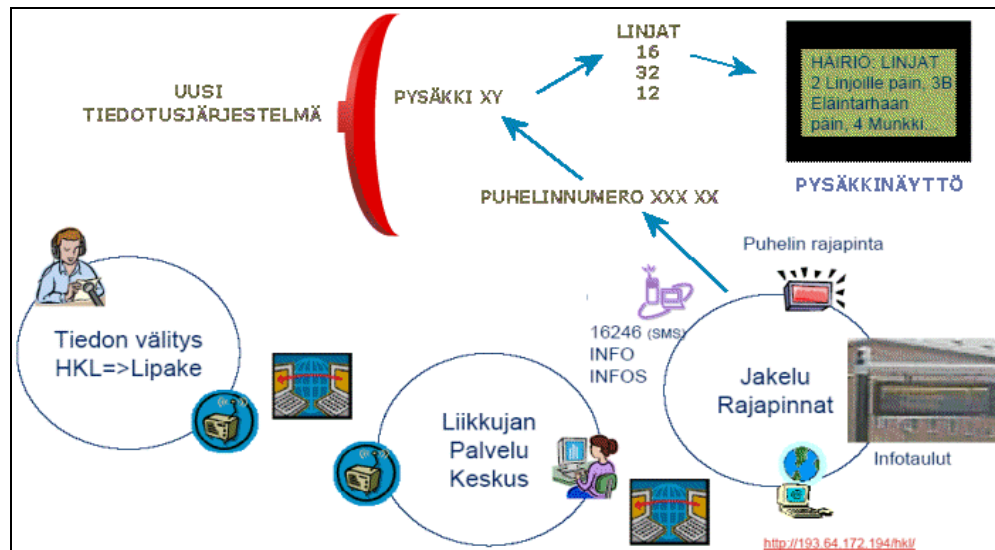 UUSI
TIEDOTUSJÄRJESTELMÄ
PYSÄKKI XY
LINJAT
16
32
12
HÄIRIÖ: LINJAT
2 Linjoille päin, 3B
Eläintarhaan
päin, 4 Munkki...
PYSÄKKINÄYTTÖ
PUHELINNUMERO XXX XX
Puhelin rajapinta
16246 (SMS)
INFO
INFOS
Tiedon välitys
HKL=>Lipake
Liikkujan
Palvelu
Keskus
Jakelu
Rajapinnat
Infotaulut
http://193.64.172.194/hkl/